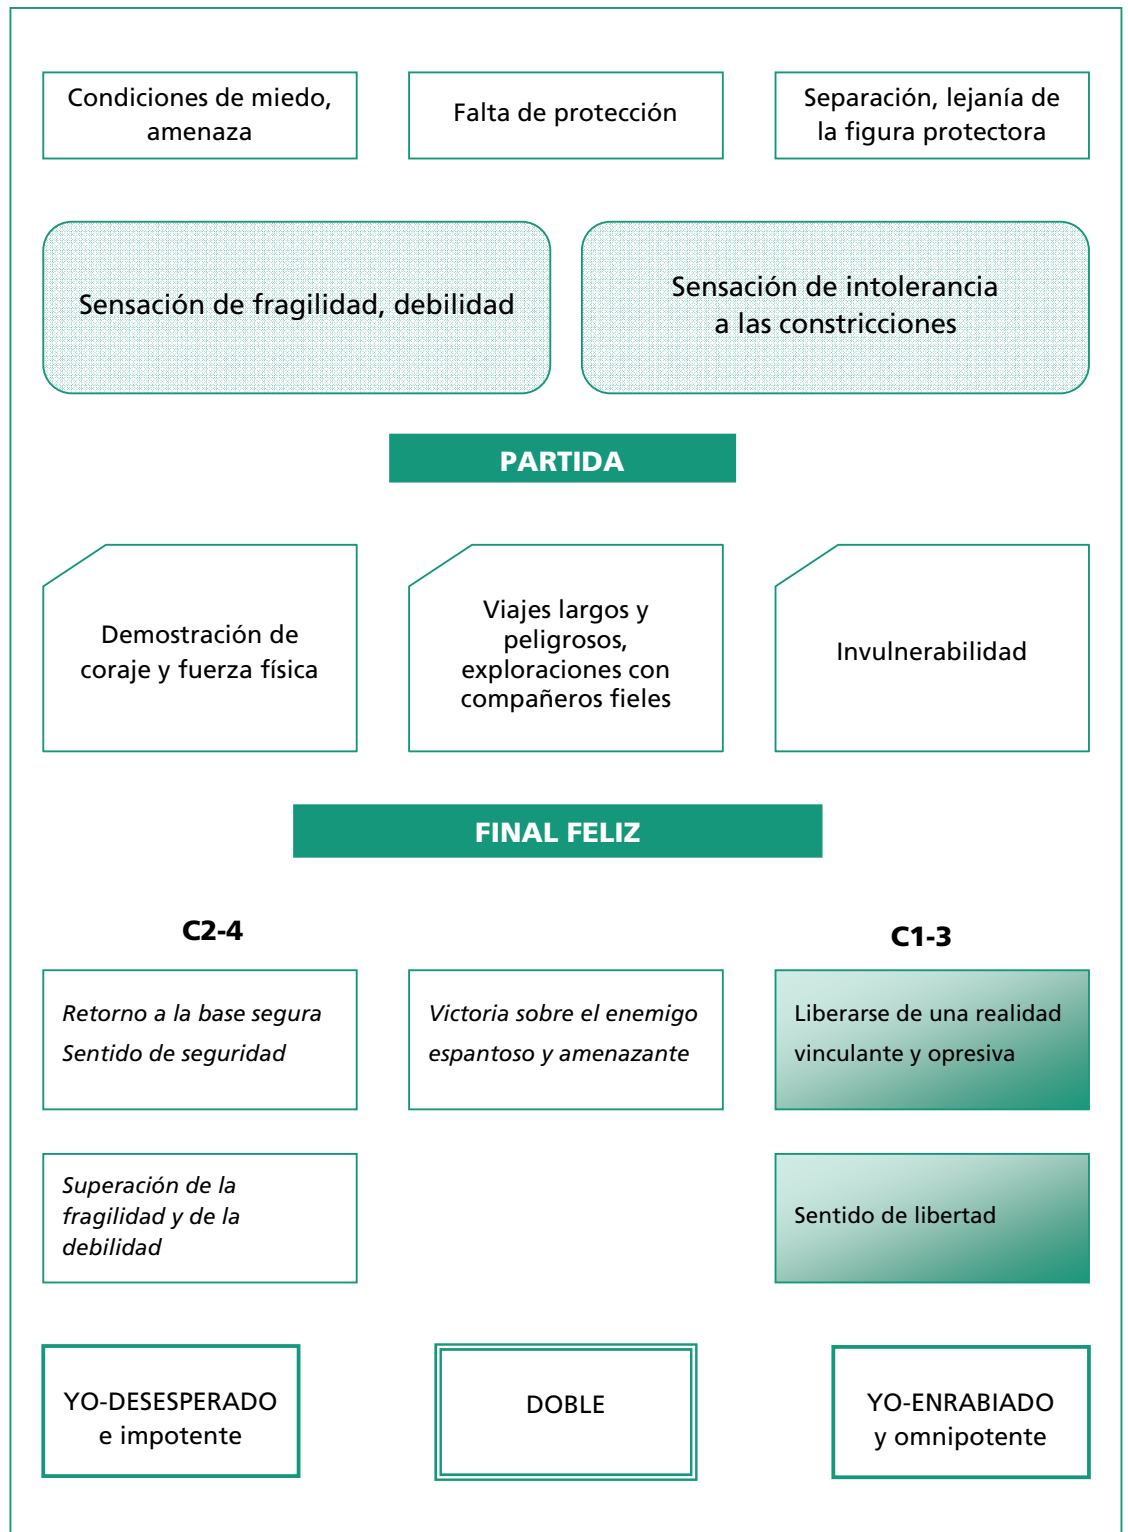 Condiciones de miedo,
amenaza
Falta de protección
Separación, lejanía de
la figura protectora
Sensación de fragilidad, debilidad
Sensación de intolerancia
a las constricciones
PARTIDA
Demostración de
coraje y fuerza física
Viajes largos y
peligrosos,
exploraciones con
compañeros fieles
Invulnerabilidad
FINAL FELIZ
C2-4
C1-3
Retorno a la base segura
Sentido de seguridad
Victoria sobre el enemigo
espantoso y amenazante
Liberarse de una realidad
vinculante y opresiva
Superación de la
fragilidad y de la
debilidad
Sentido de libertad
YO-DESESPERADO
e impotente
DOBLE
YO-ENRABIADO
y omnipotente